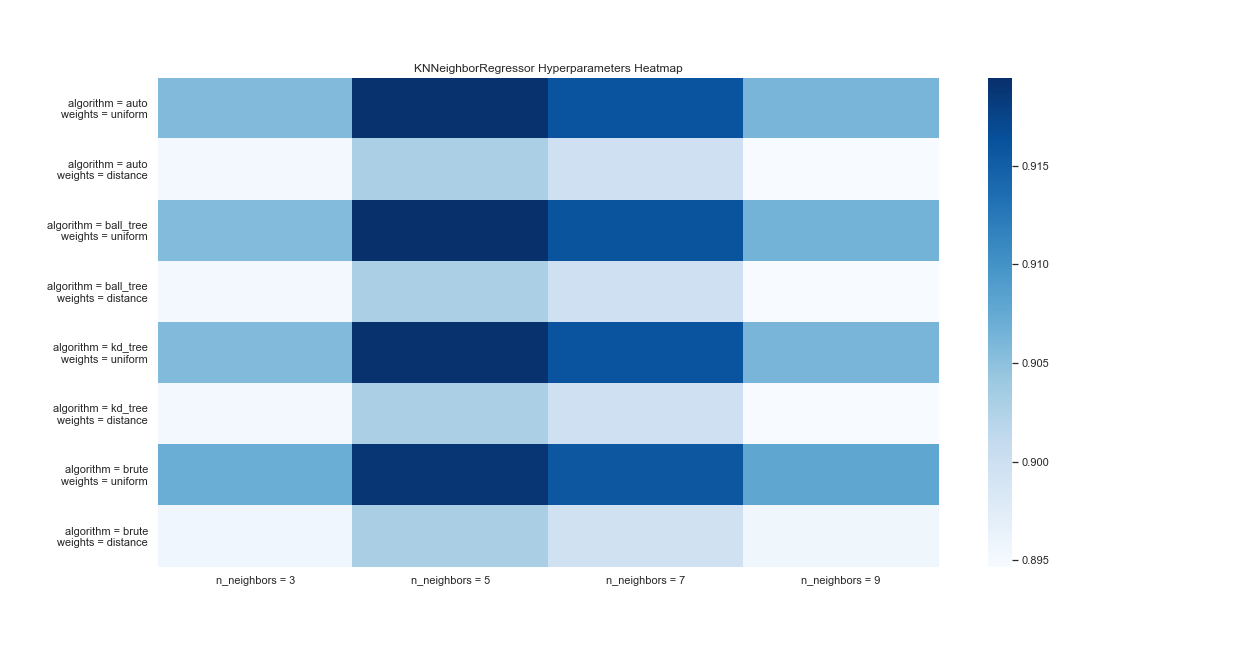 KNNeighborRegressor Hyperparameters Heatmap
algorithm = auto
weights = uniform
algorithm = auto
weights = distance
algorithm = ball_tree
weights = uniform
algorithm = ball_tree
weights = distance
algorithm = kd_tree
weights = uniform
algorithm = kd_tree
weights = distance
algorithm = brute
weights = uniform
algorithm = brute
weights = distance
n_neighbors = 3
n_neighbors = 5
n_neighbors = 7
n_neighbors = 9
0.915
0.910
0.905
0.900
0.895